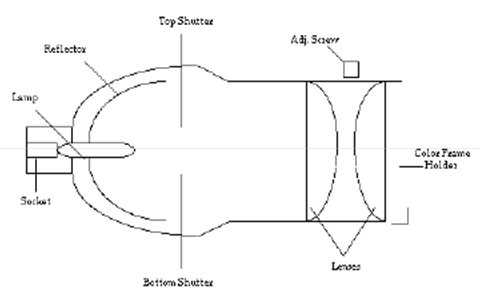 Top Shutter
Adj. Screw
Reflector
Lamp
Color Frame
Holder
Socket
Lenses
Bottom Shutter